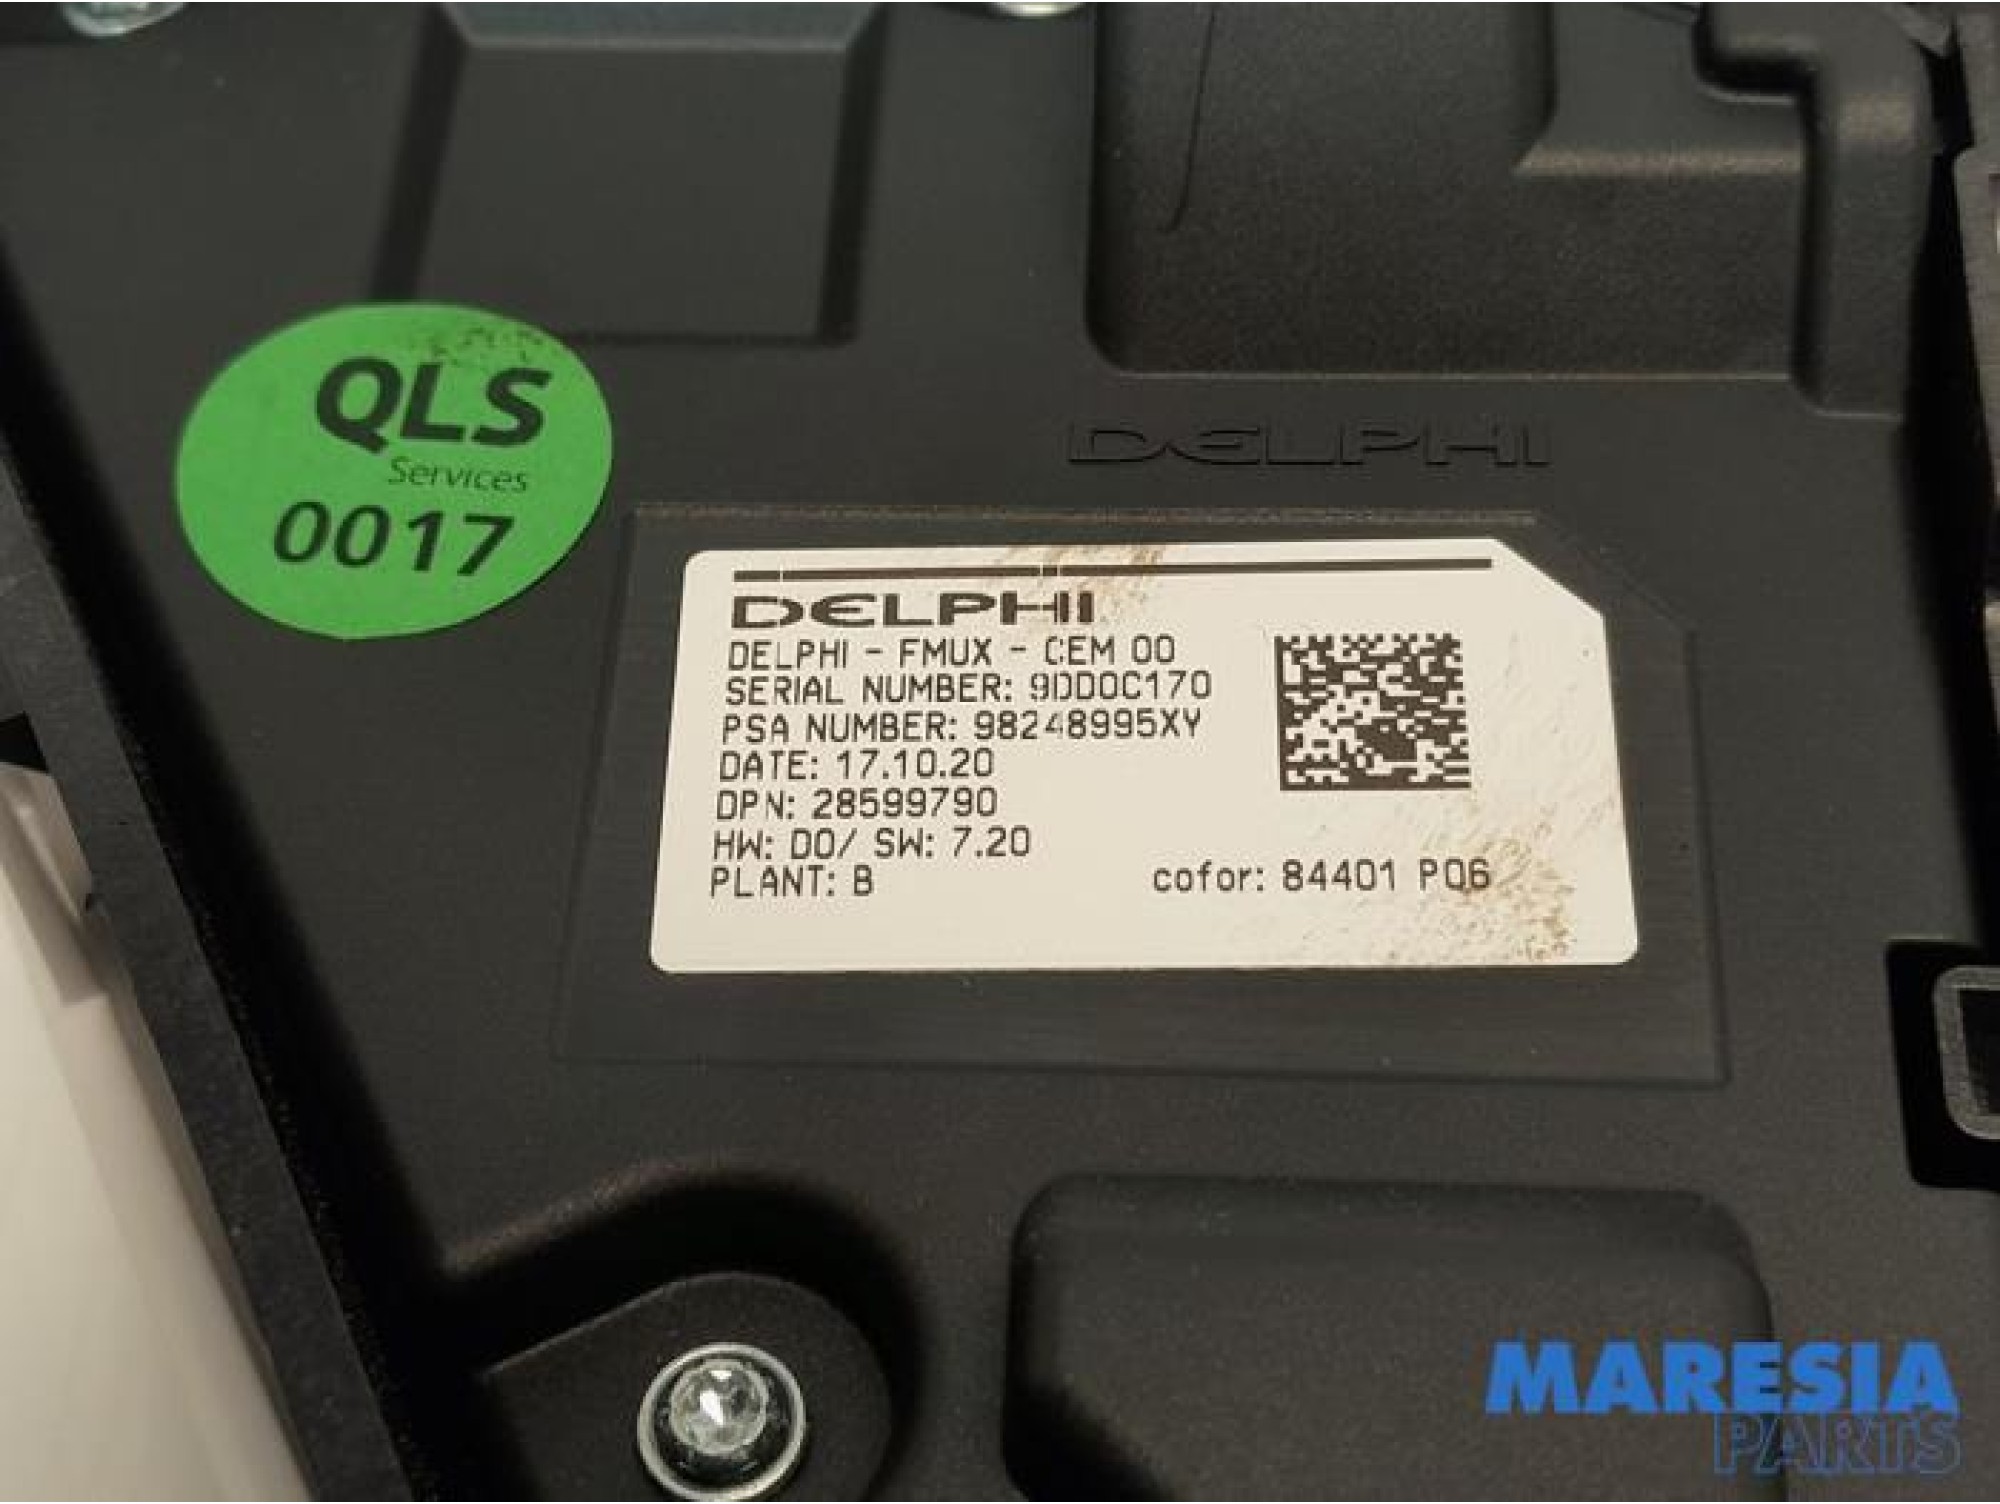 QLS
Services
0017
DELPHI
DELPHI
DELPHI - FMUX - CEM 00
SERIAL NUMBER: 9DD0C170
PSA NUMBER: 98248995XY
DATE: 17.10.20
DPN: 28599790
HW: D0/ SW: 7.20
PLANT: B
cofor: 84401 P06
MARESIA
PARTS